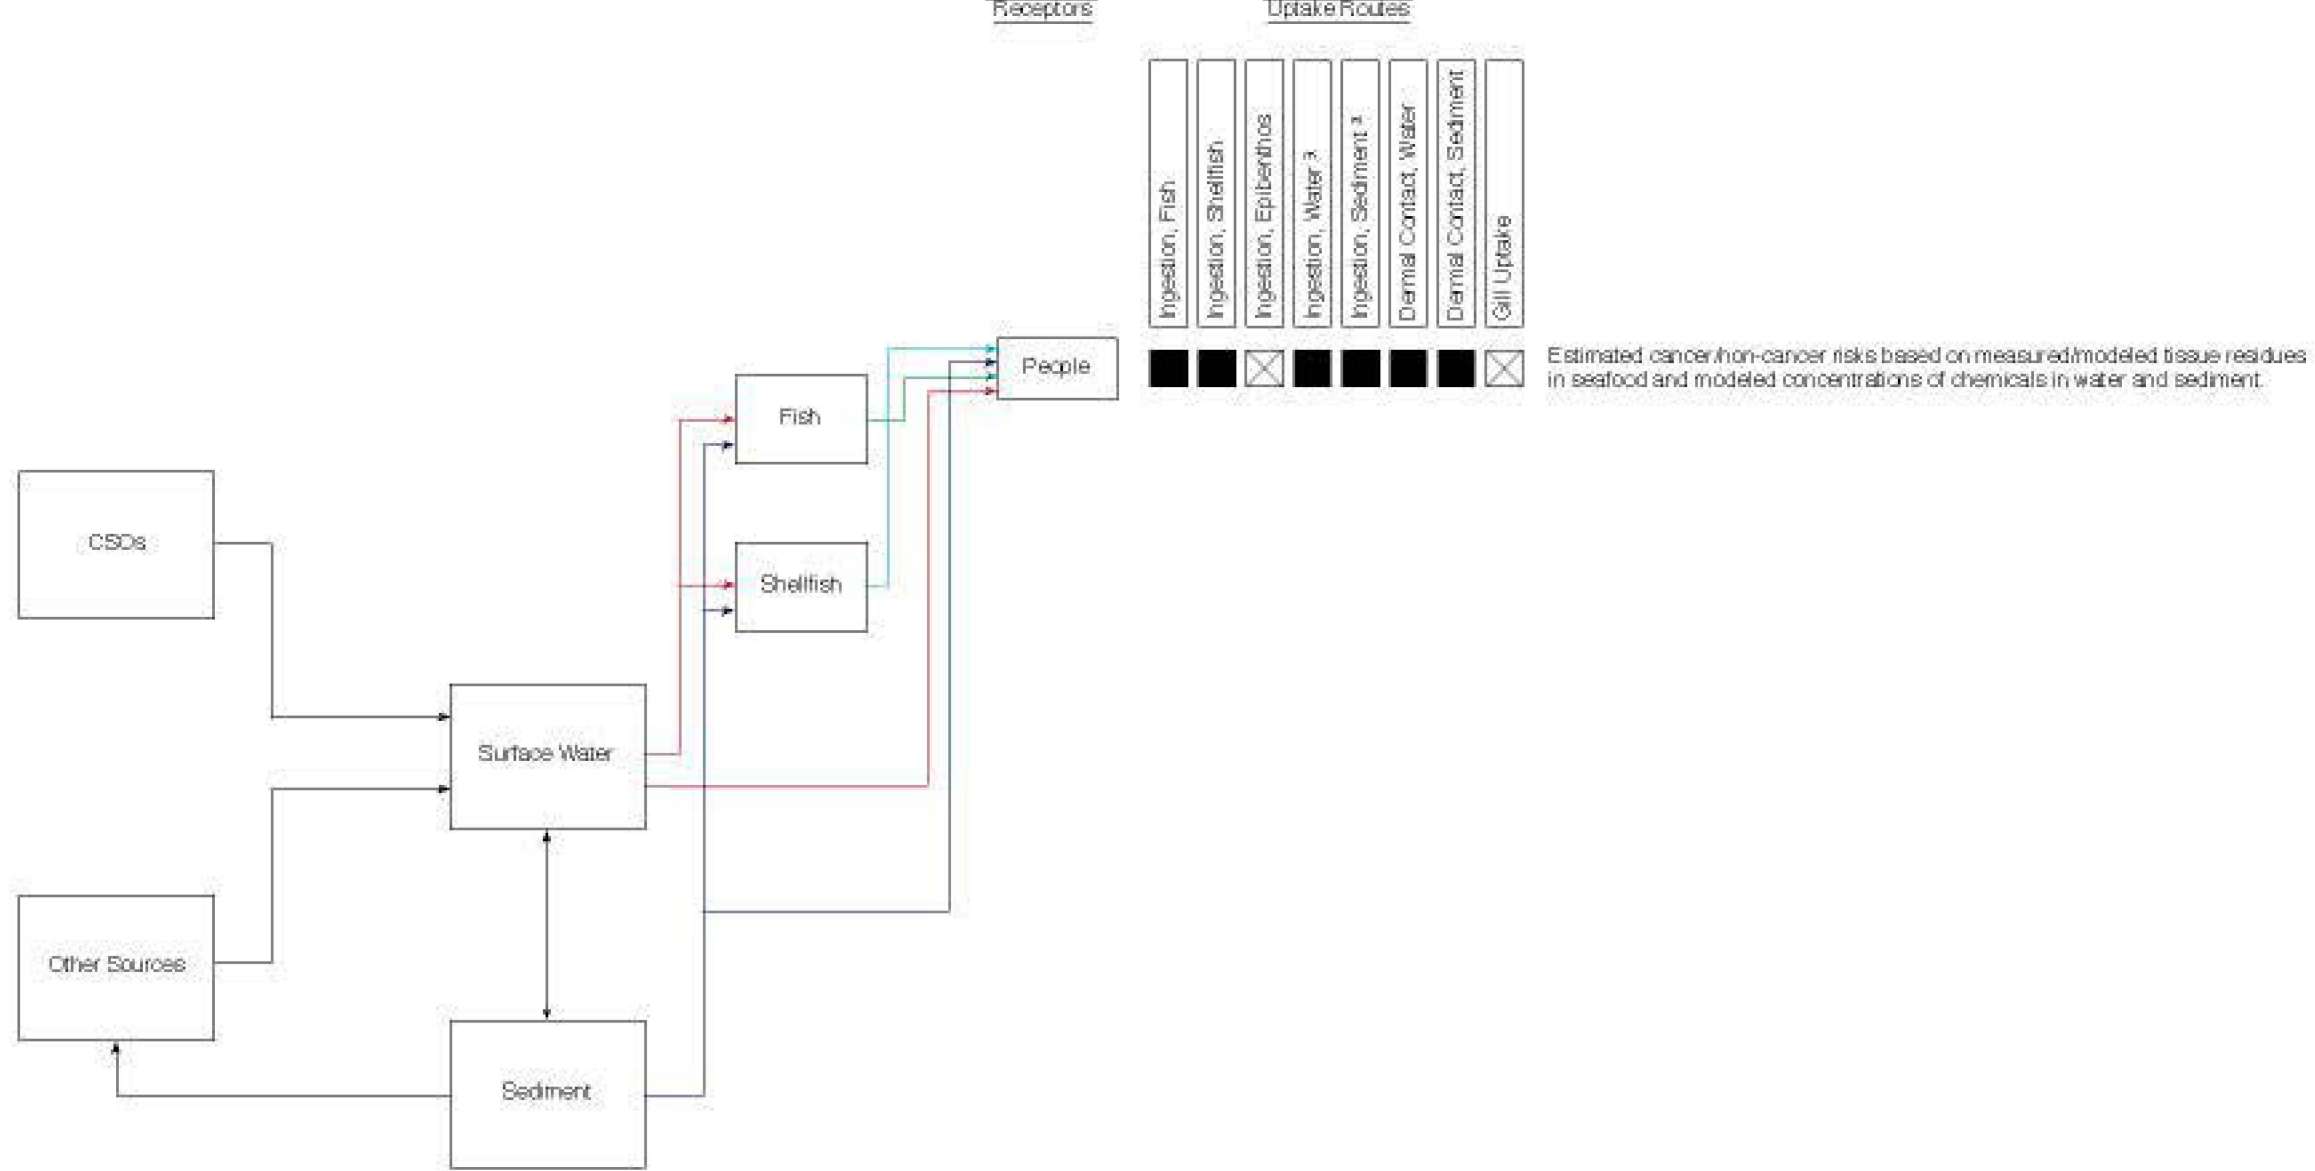 Receptors
Uptake Routes
Ingestion, Fish
Ingestion, Shellfish
Ingestion, Epibenthos
Ingestion, Water a
Ingestion, Sediment a
Dermal Contact, Water
Dermal Contact, Sediment
Gill Uptake
People
Estimated cancer/non-cancer risks based on measured/modeled tissue residues
in seafood and modeled concentrations of chemicals in water and sediment.
Fish
CSOs
Shellfish
Surface Water
Other Sources
Sediment